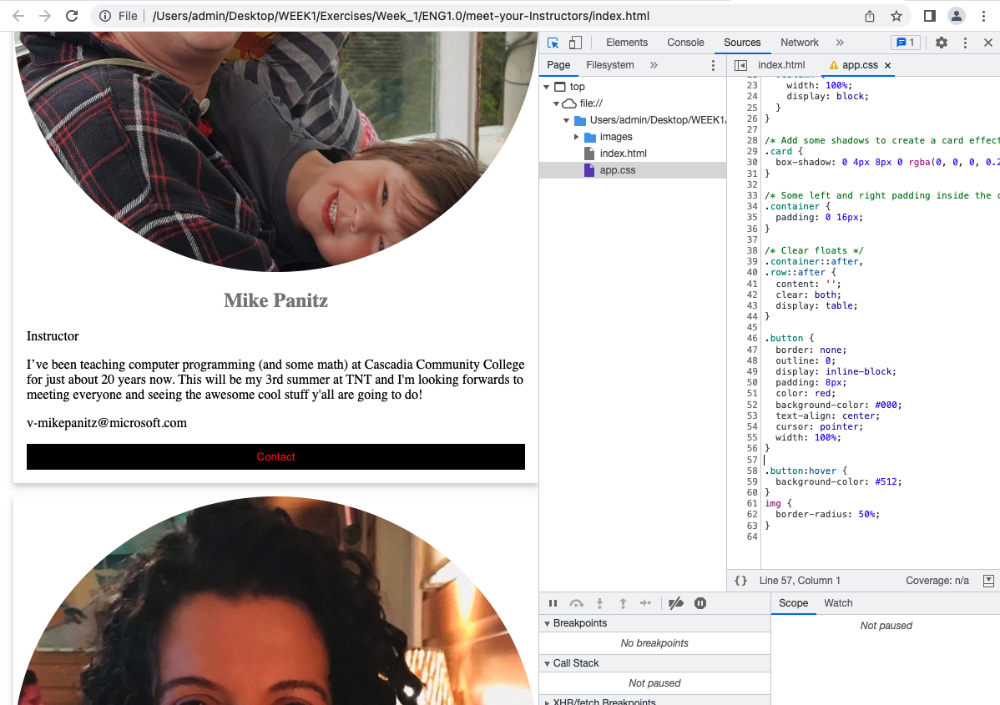 File /Users/admin/Desktop/WEEK1/Exercises/Week_1/ENG1.0/meet-your-Instructors/index.html
Mike Panitz
Instructor
I’ve been teaching computer programming (and some math) at Cascadia Community College
for just about 20 years now. This will be my 3rd summer at TNT and I'm looking forwards to
meeting everyone and seeing the awesome cool stuff y'all are going to do!
v-mikepanitz@microsoft.com
Contact
Elements Console Sources Network » 1
Page Filesystem »
top
file://
Users/admin/Desktop/WEEK1/
images
index.html
app.css
index.html app.css ×
23 width: 100%;
24 display: block;
25 }
26 }
27
28 /* Add some shadows to create a card effect
29 .card {
30 box-shadow: 0 4px 8px 0 rgba(0, 0, 0, 0.2
31 }
32
33 /* Some left and right padding inside the c
34 .container {
35 padding: 0 16px;
36 }
37
38 /* Clear floats */
39 .container::after,
40 .row::after {
41 content: '';
42 clear: both;
43 display: table;
44 }
45
46 .button {
47 border: none;
48 outline: 0;
49 display: inline-block;
50 padding: 8px;
51 color: red;
52 background-color: #000;
53 text-align: center;
54 cursor: pointer;
55 width: 100%;
56 }
57
58 .button:hover {
59 background-color: #512;
60 }
61 img {
62 border-radius: 50%;
63 }
64
{} Line 57, Column 1 Coverage: n/a
Breakpoints
No breakpoints
Call Stack
Not paused
XHR/fetch Breakpoints
Scope Watch
Not paused